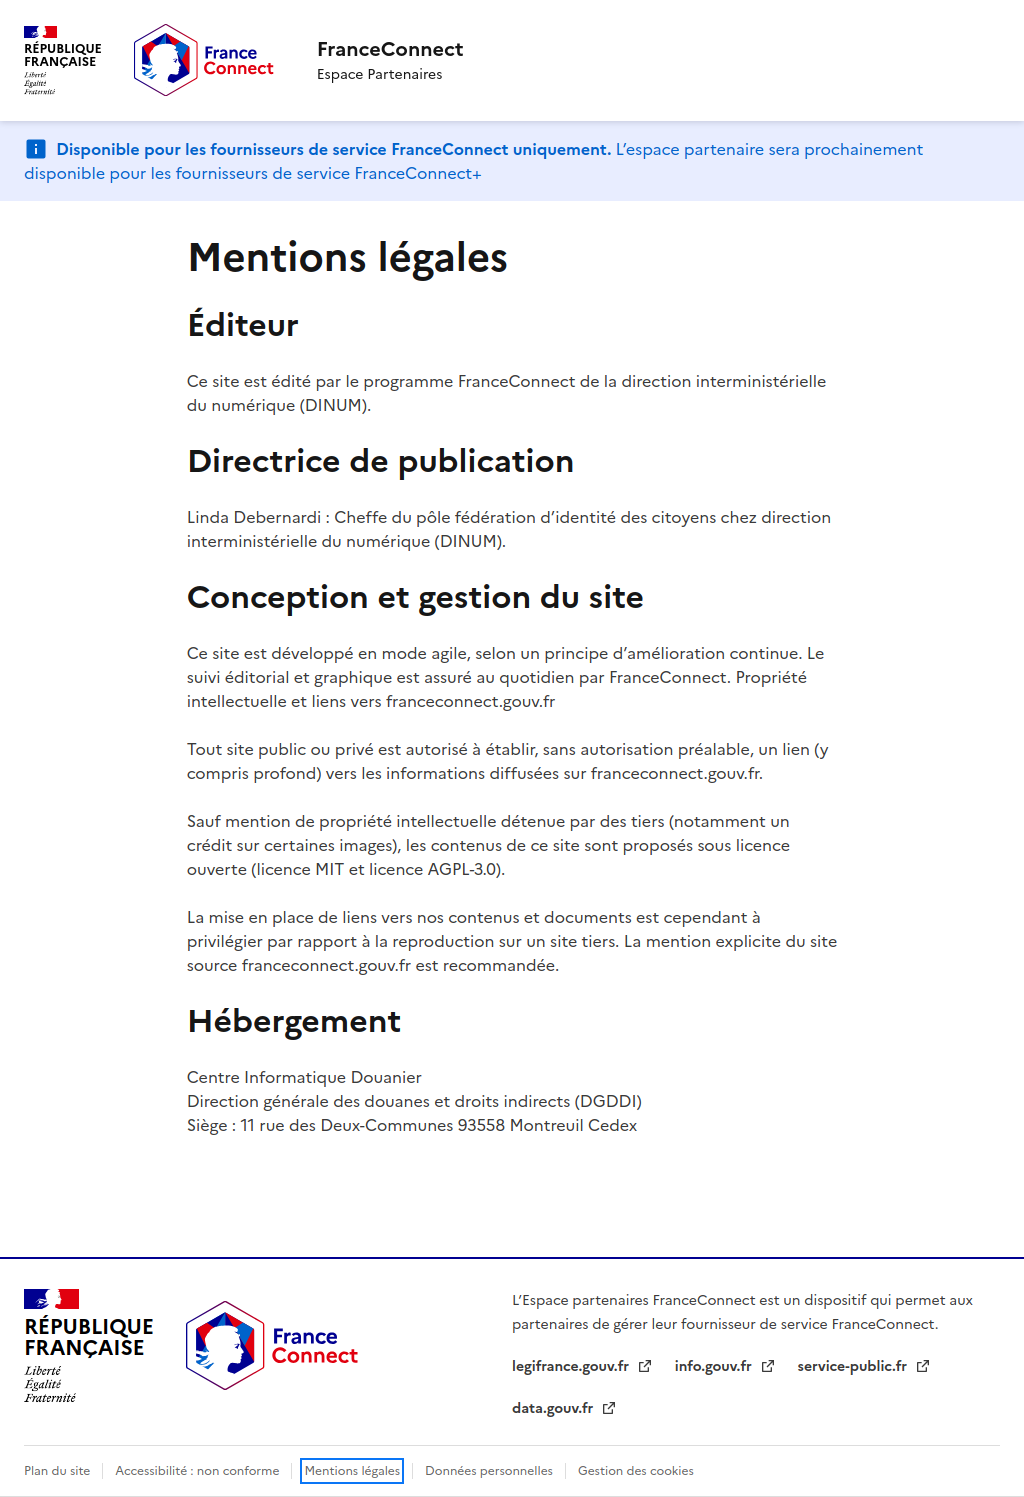 RÉPUBLIQUE
FRANÇAISE
Liberté
Égalité
Fraternité
France
Connect
FranceConnect
Espace Partenaires
Disponible pour les fournisseurs de service FranceConnect uniquement. L’espace partenaire sera prochainement
disponible pour les fournisseurs de service FranceConnect+
Mentions légales
Éditeur
Ce site est édité par le programme FranceConnect de la direction interministérielle
du numérique (DINUM).
Directrice de publication
Linda Debernardi : Cheffe du pôle fédération d’identité des citoyens chez direction
interministérielle du numérique (DINUM).
Conception et gestion du site
Ce site est développé en mode agile, selon un principe d’amélioration continue. Le
suivi éditorial et graphique est assuré au quotidien par FranceConnect. Propriété
intellectuelle et liens vers franceconnect.gouv.fr
Tout site public ou privé est autorisé à établir, sans autorisation préalable, un lien (y
compris profond) vers les informations diffusées sur franceconnect.gouv.fr.
Sauf mention de propriété intellectuelle détenue par des tiers (notamment un
crédit sur certaines images), les contenus de ce site sont proposés sous licence
ouverte (licence MIT et licence AGPL-3.0).
La mise en place de liens vers nos contenus et documents est cependant à
privilégier par rapport à la reproduction sur un site tiers. La mention explicite du site
source franceconnect.gouv.fr est recommandée.
Hébergement
Centre Informatique Douanier
Direction générale des douanes et droits indirects (DGDDI)
Siège : 11 rue des Deux-Communes 93558 Montreuil Cedex
RÉPUBLIQUE
FRANÇAISE
Liberté
Égalité
Fraternité
France
Connect
L’Espace partenaires FranceConnect est un dispositif qui permet aux
partenaires de gérer leur fournisseur de service FranceConnect.
legifrance.gouv.fr info.gouv.fr service-public.fr
data.gouv.fr
Plan du site Accessibilité : non conforme Mentions légales Données personnelles Gestion des cookies